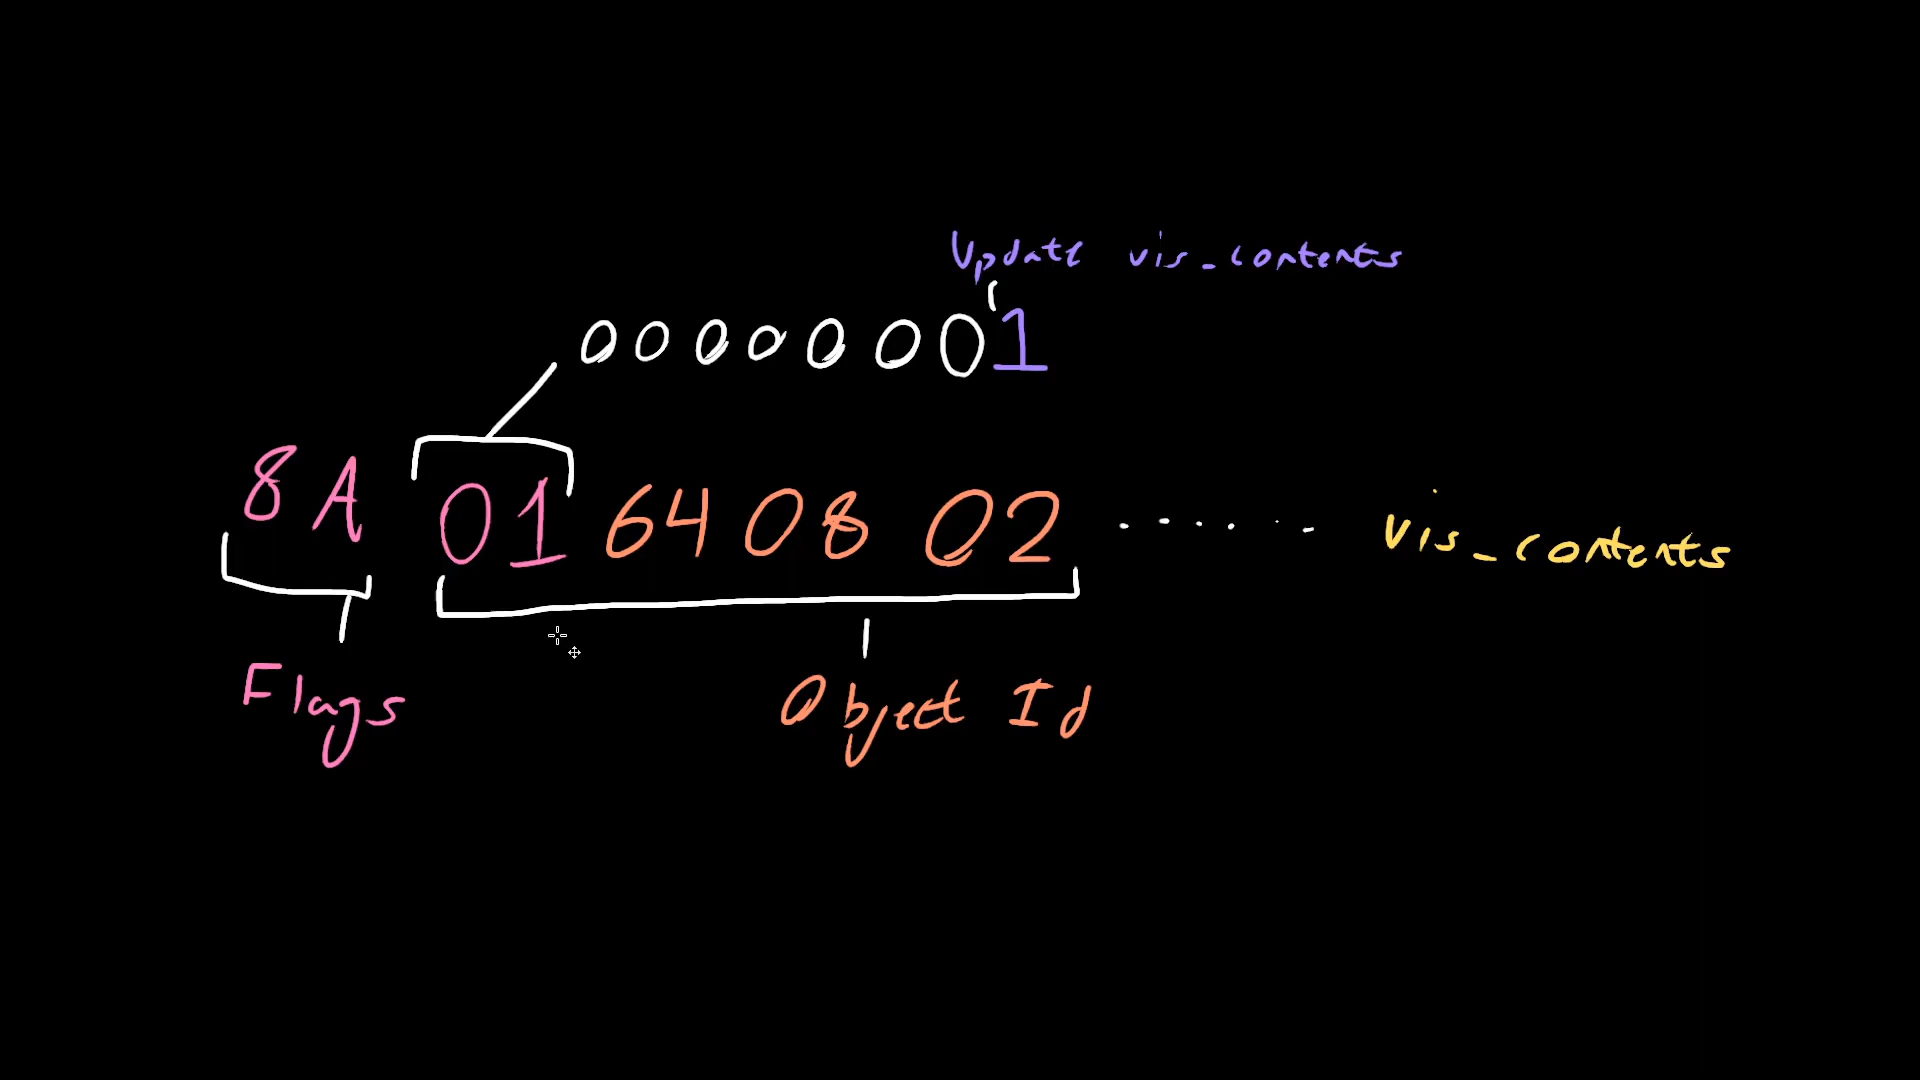 Update vis_contents
00000001
8A 01 64 08 02 ...... vis_contents
Flags
Object Id